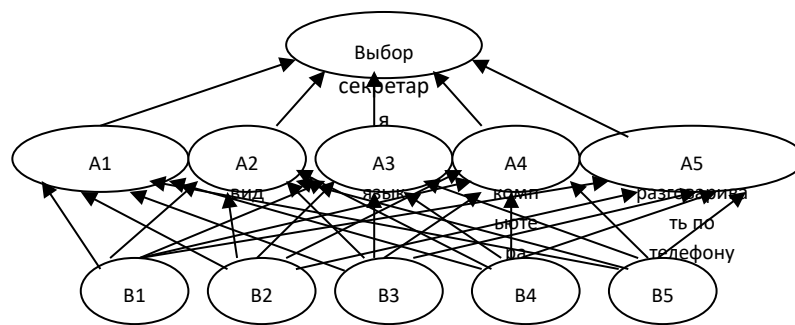 Выбор
секретар
я
А1
А2
А3
А4
А5
вид
язык
комп
ьюте
ра
разговарива
ть по
телефону
В1
В2
В3
В4
В5